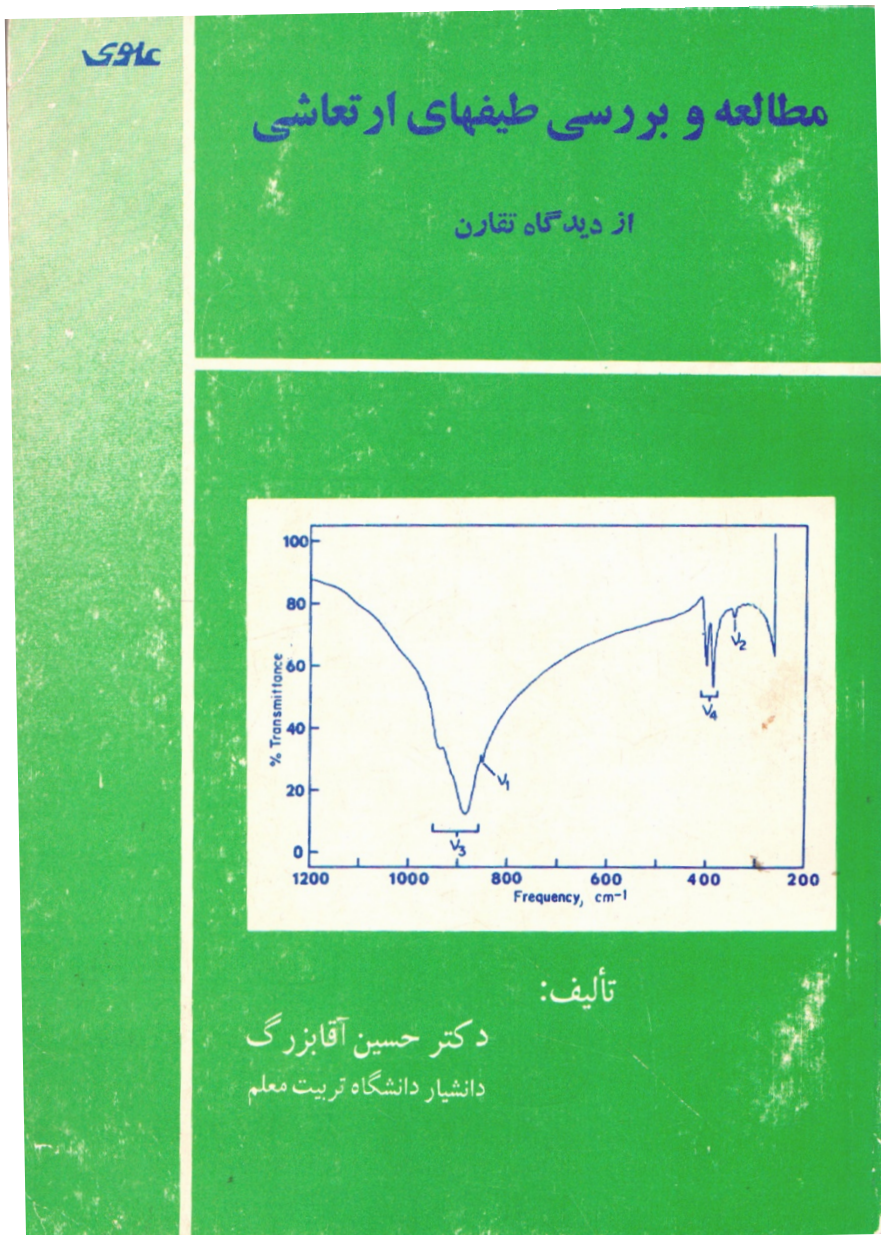 علوی
مطالعه و بررسی طیفهای ارتعاشی
از دیدگاه تقارن
100
80
60
40
20
0
% Transmittance
ν1
ν2
ν3
ν4
1200 1000 800 600 400 200
Frequency, cm-1
تألیف:
دکتر حسین آقابزرگ
دانشیار دانشگاه تربیت معلم